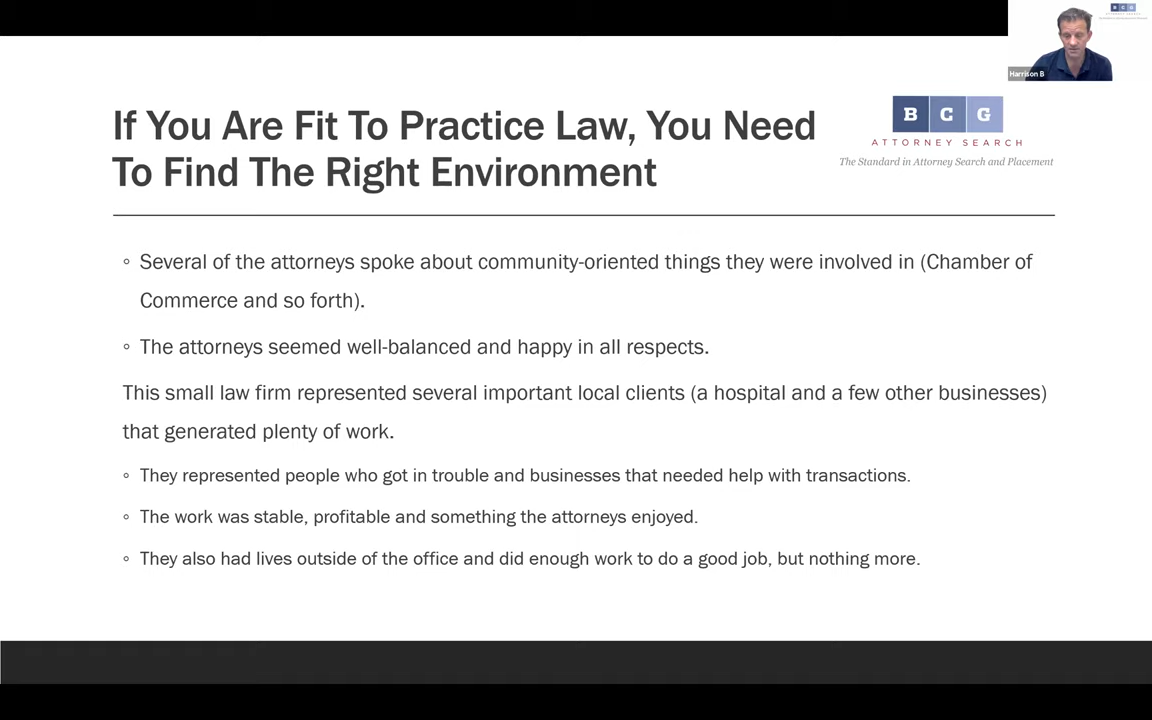 B C G
Harrison B
If You Are Fit To Practice Law, You Need
To Find The Right Environment
B C G
ATTORNEY SEARCH
The Standard in Attorney Search and Placement
◦ Several of the attorneys spoke about community-oriented things they were involved in (Chamber of
Commerce and so forth).
◦ The attorneys seemed well-balanced and happy in all respects.
This small law firm represented several important local clients (a hospital and a few other businesses)
that generated plenty of work.
◦ They represented people who got in trouble and businesses that needed help with transactions.
◦ The work was stable, profitable and something the attorneys enjoyed.
◦ They also had lives outside of the office and did enough work to do a good job, but nothing more.